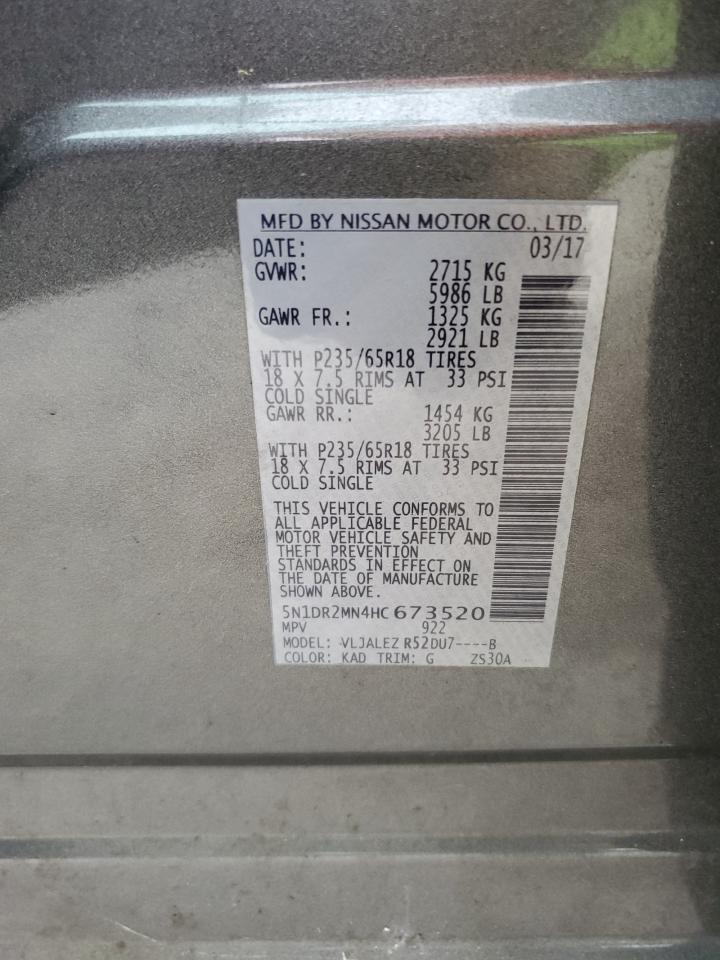 MFD BY NISSAN MOTOR CO., LTD.
DATE: 03/17
GVWR: 2715 KG
5986 LB
GAWR FR.: 1325 KG
2921 LB
WITH P235/65R18 TIRES
18 X 7.5 RIMS AT 33 PSI
COLD SINGLE
GAWR RR.: 1454 KG
3205 LB
WITH P235/65R18 TIRES
18 X 7.5 RIMS AT 33 PSI
COLD SINGLE
THIS VEHICLE CONFORMS TO
ALL APPLICABLE FEDERAL
MOTOR VEHICLE SAFETY AND
THEFT PREVENTION
STANDARDS IN EFFECT ON
THE DATE OF MANUFACTURE
SHOWN ABOVE.
5N1DR2MN4HC673520
MPV 922
MODEL: VLJALEZ R52DU7----B
COLOR: KAD TRIM: G ZS30A